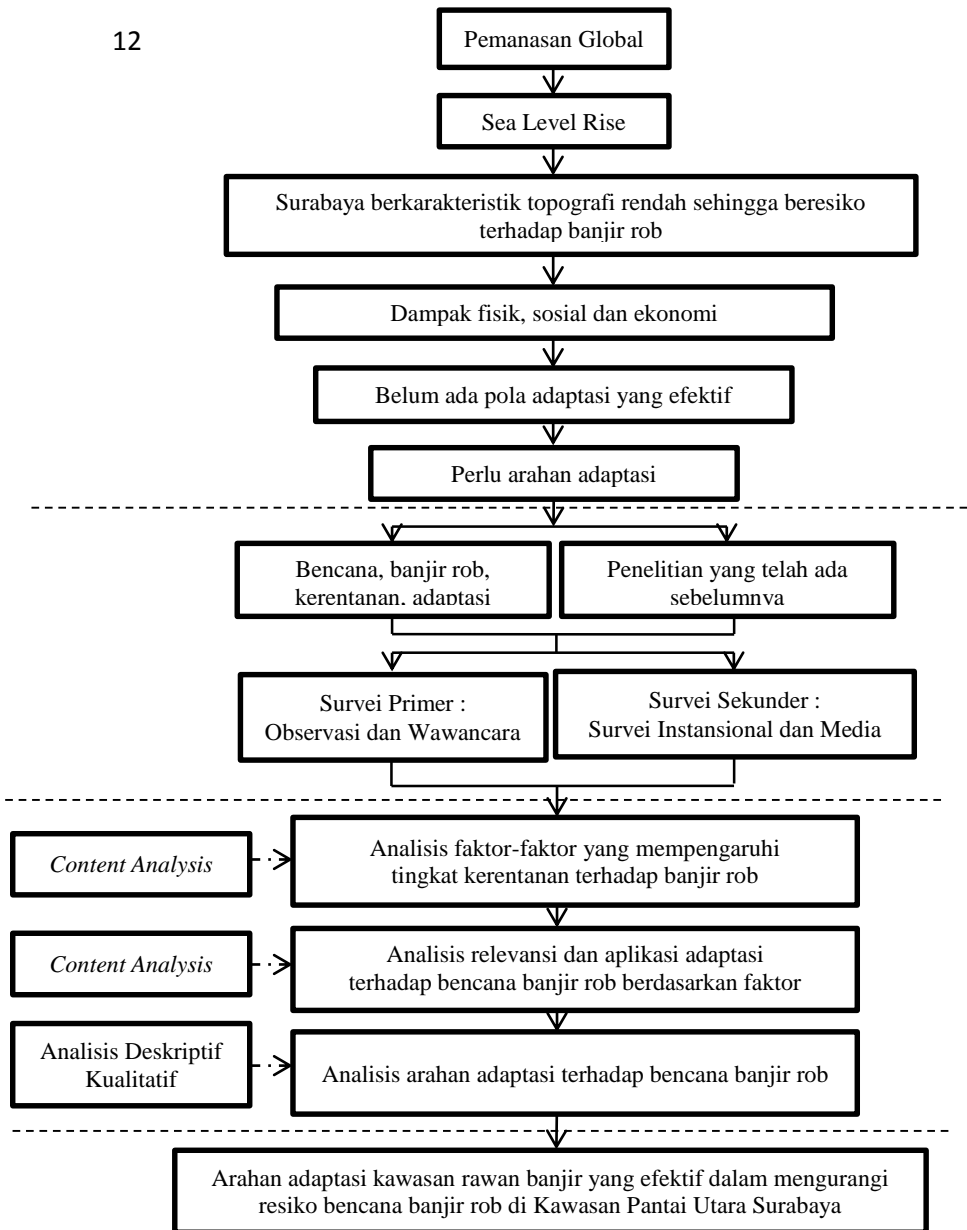 12
Pemanasan Global
Sea Level Rise
Surabaya berkarakteristik topografi rendah sehingga beresiko
terhadap banjir rob
Dampak fisik, sosial dan ekonomi
Belum ada pola adaptasi yang efektif
Perlu arahan adaptasi
Bencana, banjir rob,
kerentanan, adaptasi
Penelitian yang telah ada
sebelumnya
Survei Primer :
Observasi dan Wawancara
Survei Sekunder :
Survei Instansional dan Media
Content Analysis
Analisis faktor-faktor yang mempengaruhi
tingkat kerentanan terhadap banjir rob
Content Analysis
Analisis relevansi dan aplikasi adaptasi
terhadap bencana banjir rob berdasarkan faktor
Analisis Deskriptif
Kualitatif
Analisis arahan adaptasi terhadap bencana banjir rob
Arahan adaptasi kawasan rawan banjir yang efektif dalam mengurangi
resiko bencana banjir rob di Kawasan Pantai Utara Surabaya